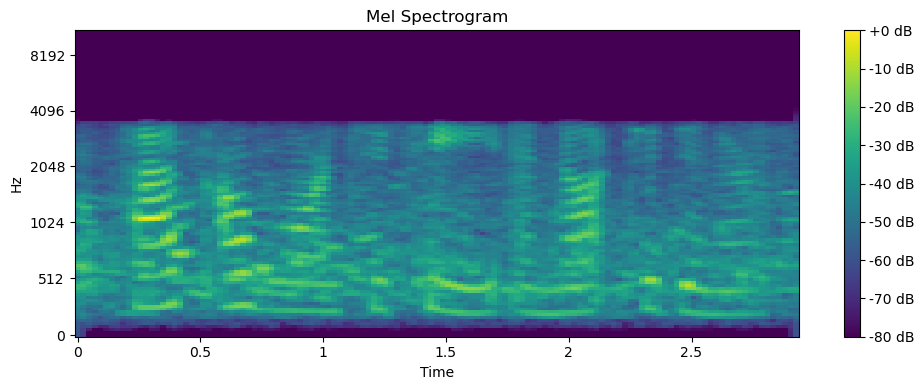 Mel Spectrogram
Hz
8192
4096
2048
1024
512
0
0
0.5
1
1.5
2
2.5
Time
+0 dB
-10 dB
-20 dB
-30 dB
-40 dB
-50 dB
-60 dB
-70 dB
-80 dB